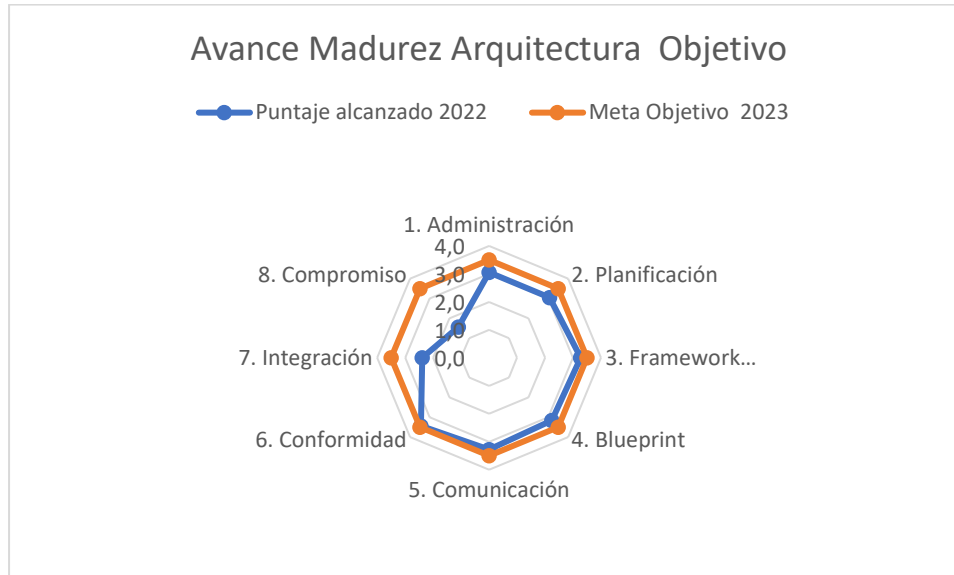 Avance Madurez Arquitectura  Objetivo
Puntaje alcanzado 2022
Meta Objetivo  2023
1. Administración
2. Planificación
3. Framework...
4. Blueprint
5. Comunicación
6. Conformidad
7. Integración
8. Compromiso
4,0
3,0
2,0
1,0
0,0